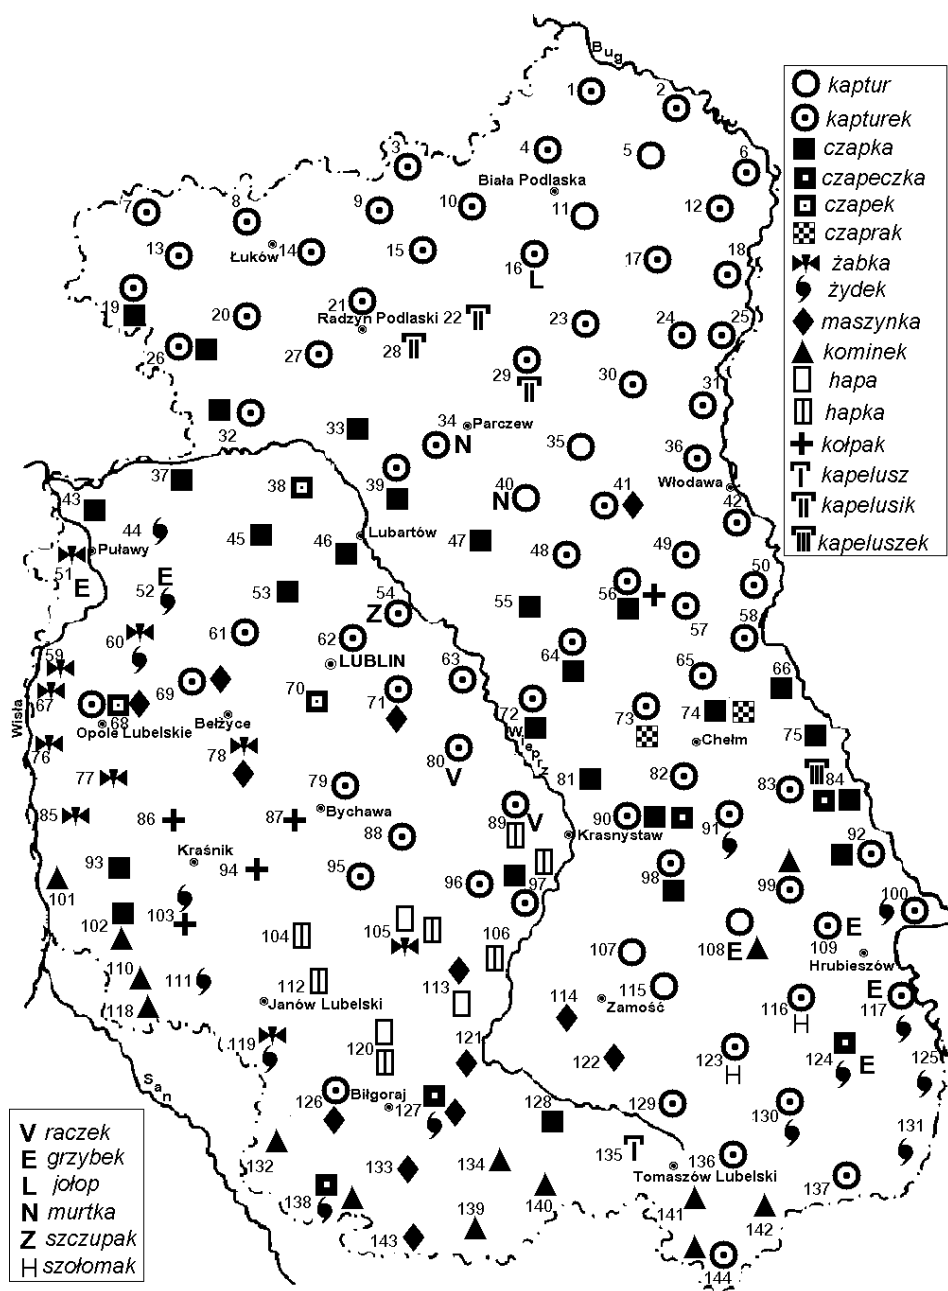 Bug
1
2
3
4
5
6
Biała Podlaska
7
8
9
10
11
12
13
Łuków
14
15
16
L
17
18
19
20
21
Radzyń Podlaski
22
23
24
25
26
27
28
29
30
31
32
33
34
Parczew
N
35
36
Włodawa
37
38
39
40
N
41
42
43
44
45
46
Lubartów
47
48
49
50
Puławy
51
E
E
52
53
54
Z
55
56
57
58
59
60
61
62
LUBLIN
63
64
65
66
67
68
Opole Lubelskie
69
Bełżyce
70
71
72
Wieprz
73
74
Chełm
75
Wisła
76
77
78
79
Bychawa
80
V
81
82
83
84
85
86
87
88
89
V
Krasnystaw
90
91
92
93
Kraśnik
94
95
96
97
98
99
100
101
102
103
104
105
106
107
108
E
109
E
Hrubieszów
110
111
112
Janów Lubelski
113
114
115
Zamość
116
H
E
117
118
119
120
121
122
123
H
124
E
125
San
126
Biłgoraj
127
128
129
130
131
132
133
134
135
Tomaszów Lubelski
136
137
138
139
140
141
142
143
144
kaptur
kapturek
czapka
czapeczka
czapek
czaprak
żabka
żydek
maszynka
kominek
hapa
hapka
kołpak
kapelusz
kapelusik
kapeluszek
V raczek
E grzybek
L jołop
N murtka
Z szczupak
H szołomak